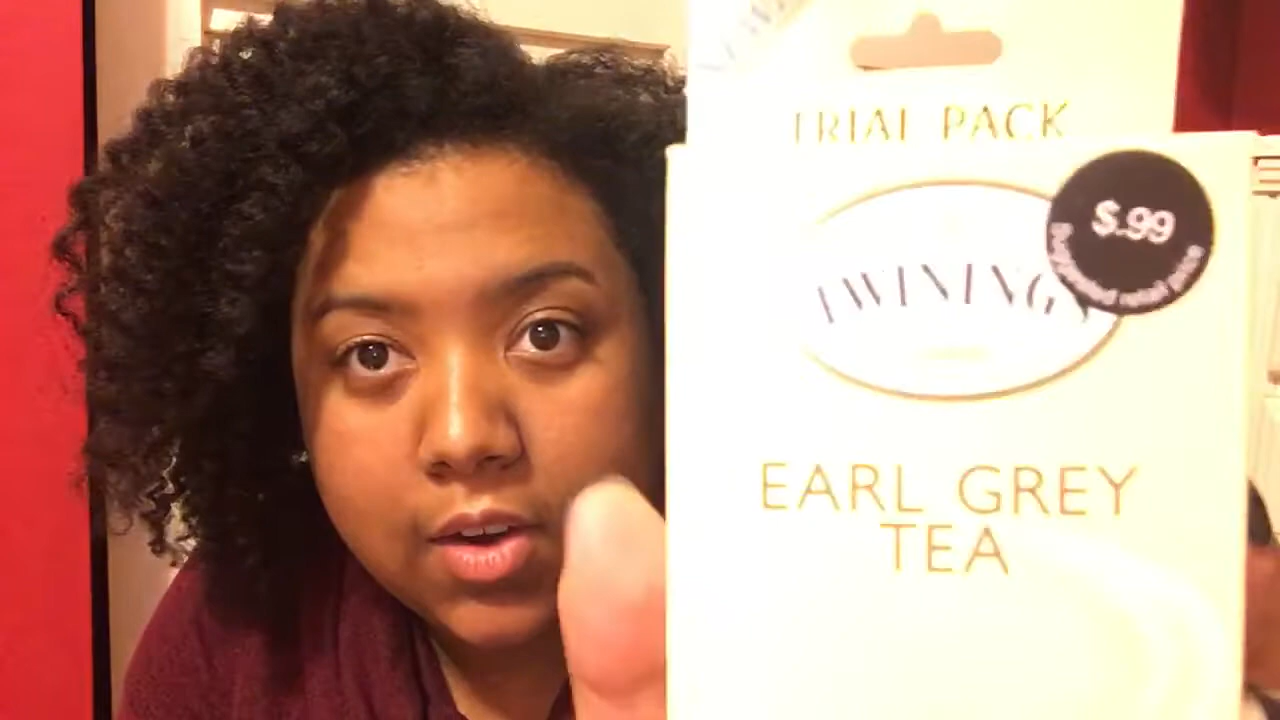 TRIAL PACK
TWININGS
$.99
Suggested retail price
EARL GREY
TEA